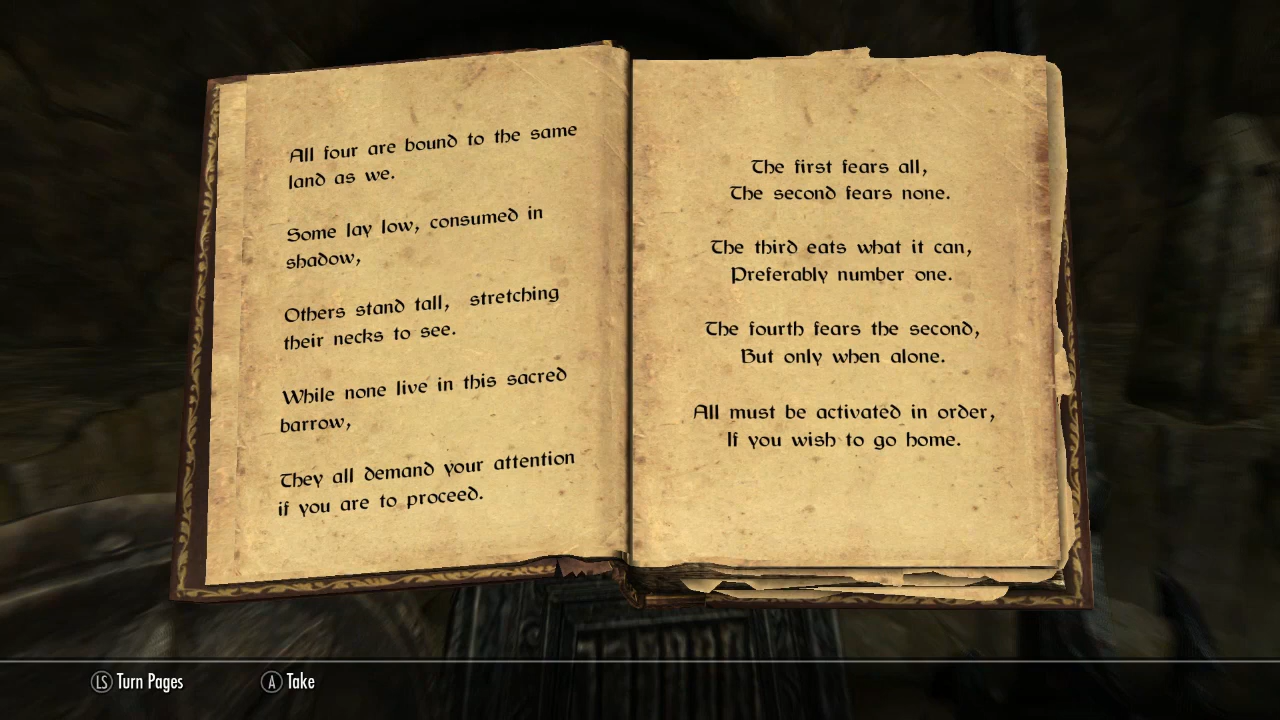 All four are bound to the same
land as we.
Some lay low, consumed in
shadow,
Others stand tall, stretching
their necks to see.
While none live in this sacred
barrow,
They all demand your attention
if you are to proceed.
The first fears all,
The second fears none.
The third eats what it can,
Preferably number one.
The fourth fears the second,
But only when alone.
All must be activated in order,
If you wish to go home.
LS Turn Pages
A Take